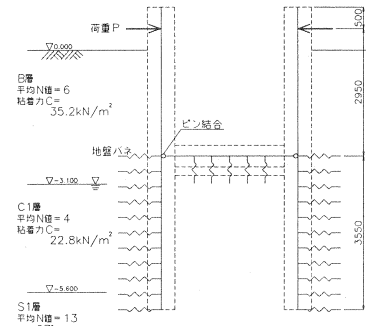 荷重P
500
▽0.000
B層
平均N値＝6
粘着力C＝
35.2kN/m²
2950
ピン結合
地盤バネ
▽-3.100
C1層
平均N値＝4
粘着力C＝
22.8kN/m²
3550
▽-5.600
S1層
平均N値＝13